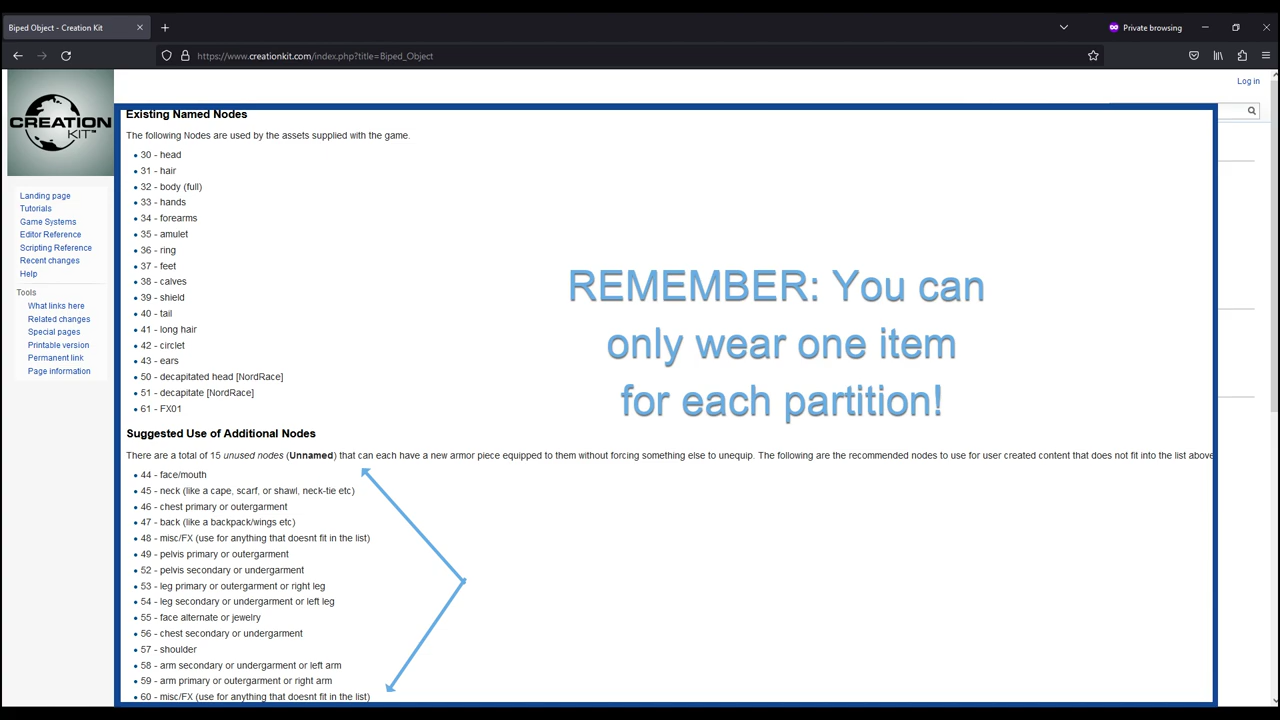 Biped Object - Creation Kit
Private browsing
https://www.creationkit.com/index.php?title=Biped_Object
Log in
CREATION
KIT™
Landing page
Tutorials
Game Systems
Editor Reference
Scripting Reference
Recent changes
Help
Tools
What links here
Related changes
Special pages
Printable version
Permanent link
Page information
Existing Named Nodes
The following Nodes are used by the assets supplied with the game.
30 - head
31 - hair
32 - body (full)
33 - hands
34 - forearms
35 - amulet
36 - ring
37 - feet
38 - calves
39 - shield
40 - tail
41 - long hair
42 - circlet
43 - ears
50 - decapitated head [NordRace]
51 - decapitate [NordRace]
61 - FX01
REMEMBER: You can
only wear one item
for each partition!
Suggested Use of Additional Nodes
There are a total of 15 unused nodes (Unnamed) that can each have a new armor piece equipped to them without forcing something else to unequip. The following are the recommended nodes to use for user created content that does not fit into the list above
44 - face/mouth
45 - neck (like a cape, scarf, or shawl, neck-tie etc)
46 - chest primary or outergarment
47 - back (like a backpack/wings etc)
48 - misc/FX (use for anything that doesnt fit in the list)
49 - pelvis primary or outergarment
52 - pelvis secondary or undergarment
53 - leg primary or outergarment or right leg
54 - leg secondary or undergarment or left leg
55 - face alternate or jewelry
56 - chest secondary or undergarment
57 - shoulder
58 - arm secondary or undergarment or left arm
59 - arm primary or outergarment or right arm
60 - misc/FX (use for anything that doesnt fit in the list)